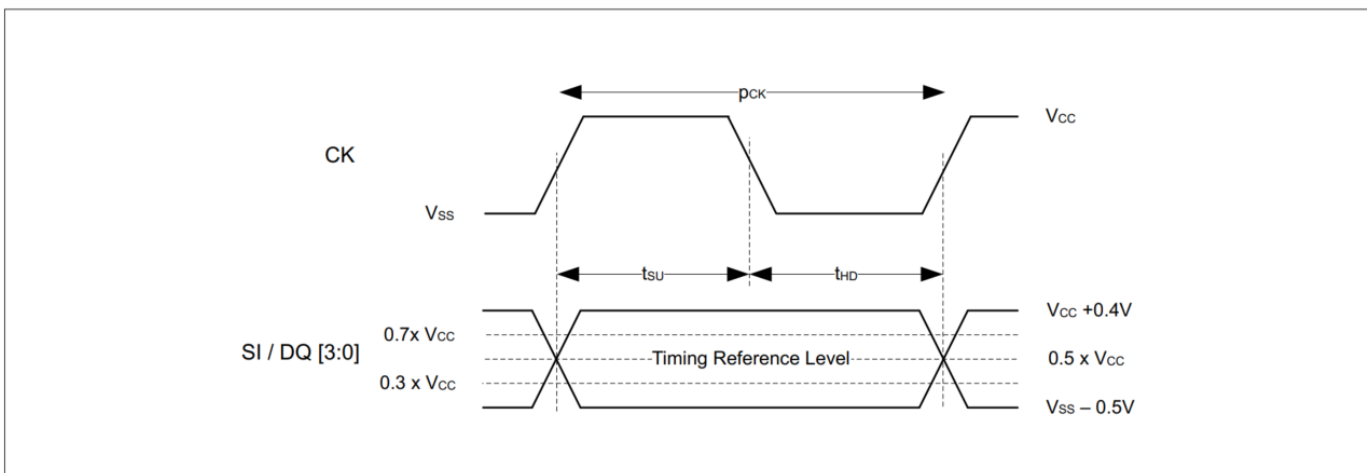 pCK
VCC
CK
VSS
tSU
tHD
VCC +0.4V
0.7x VCC
SI / DQ [3:0]
Timing Reference Level
0.5 x VCC
0.3 x VCC
VSS – 0.5V